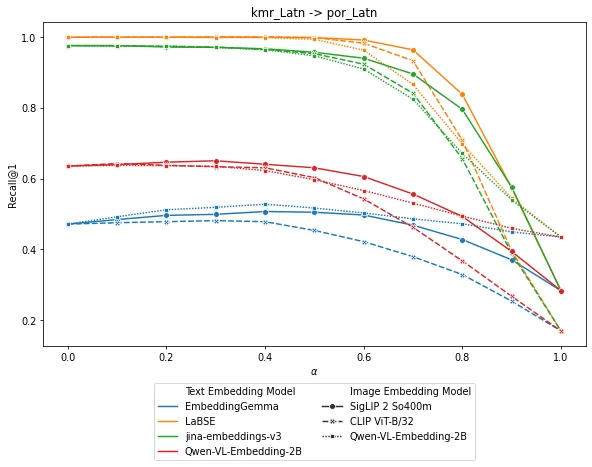 kmr_Latn -> por_Latn
Recall@1
1.0
0.8
0.6
0.4
0.2
0.0 0.2 0.4 0.6 0.8 1.0
α
Text Embedding Model Image Embedding Model
EmbeddingGemma SigLIP 2 So400m
LaBSE CLIP ViT-B/32
jina-embeddings-v3 Qwen-VL-Embedding-2B
Qwen-VL-Embedding-2B